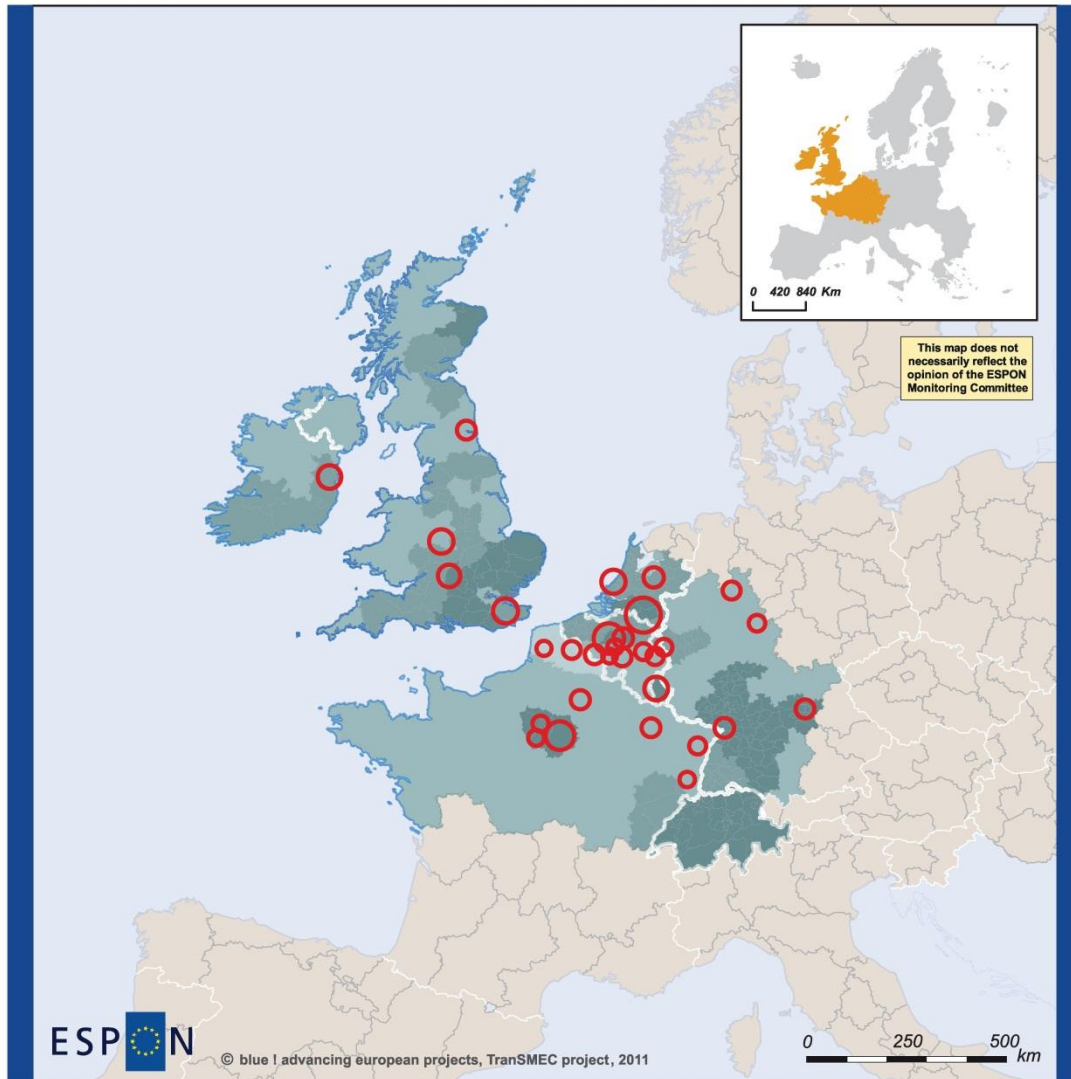 0 420 840 Km
This map does not
necessarily reflect the
opinion of the ESPON
Monitoring Committee
ESPON
© blue ! advancing european projects, TranSMEC project, 2011
0 250 500
km